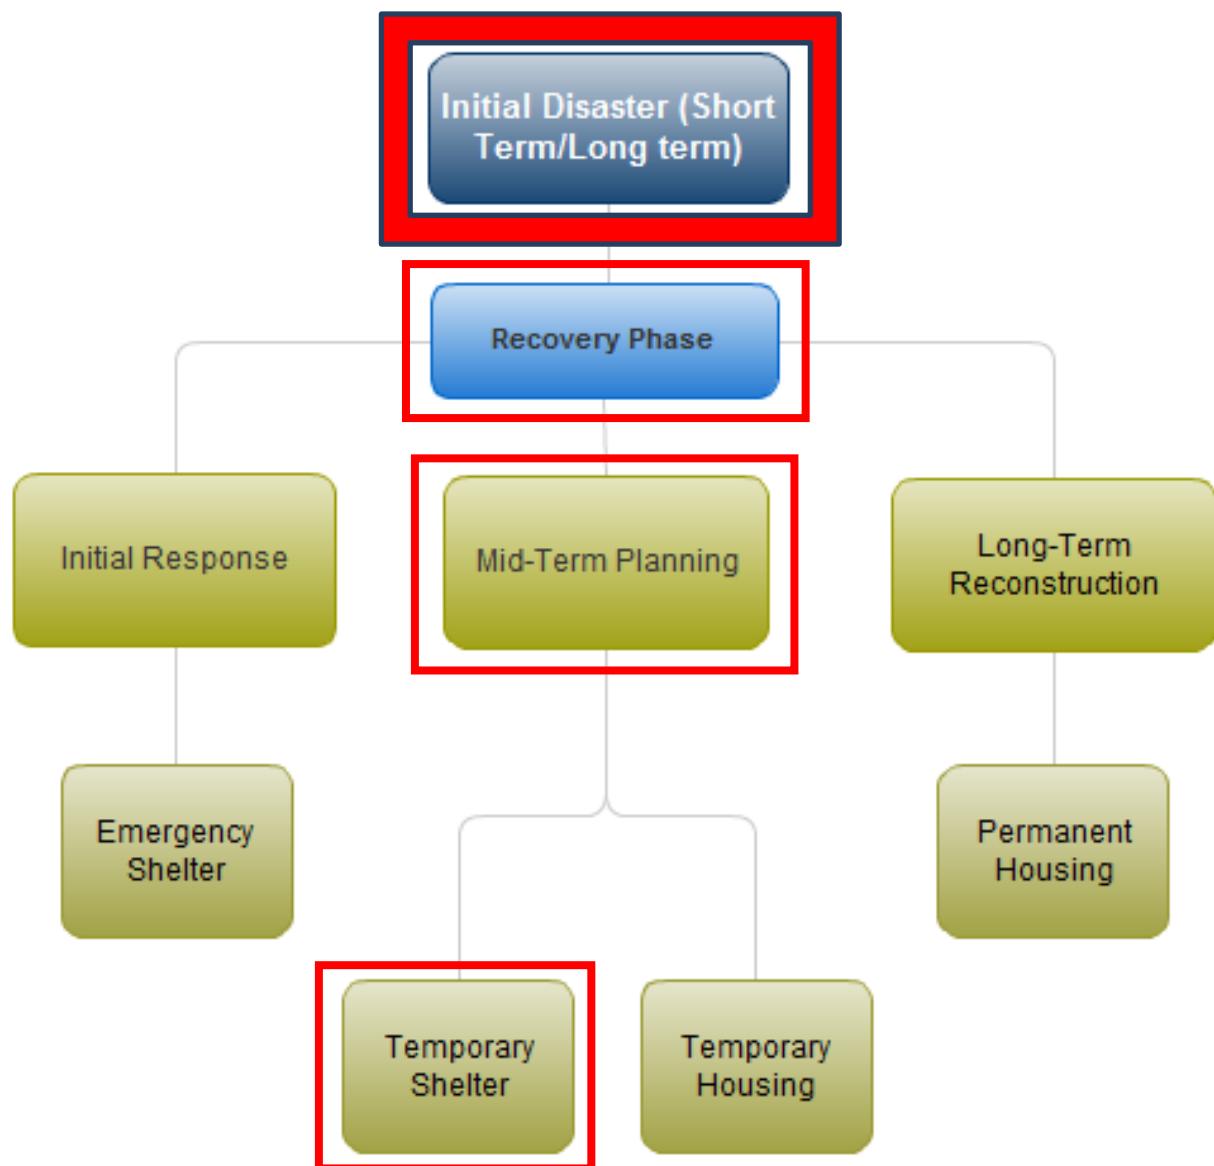 Initial Disaster (Short
Term/Long term)
Recovery Phase
Initial Response
Mid-Term Planning
Long-Term
Reconstruction
Emergency
Shelter
Permanent
Housing
Temporary
Shelter
Temporary
Housing